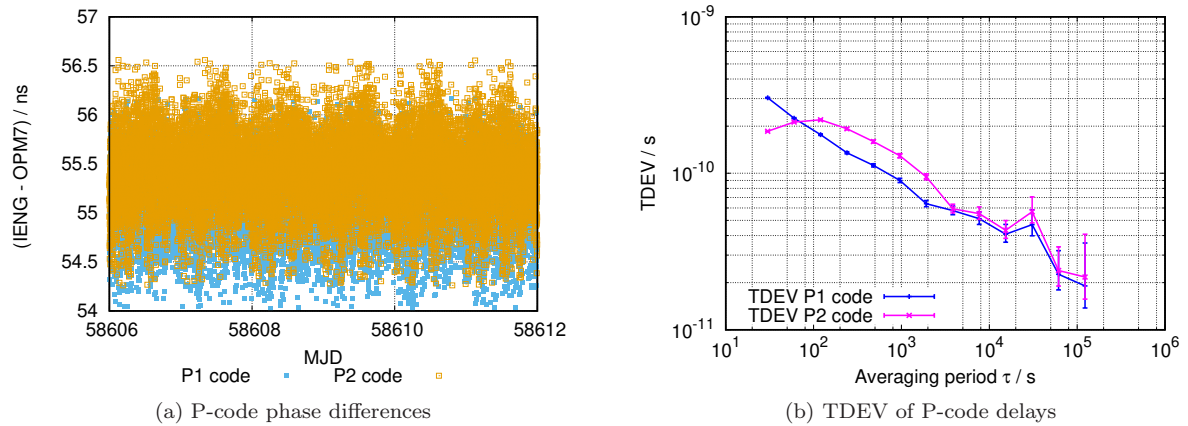 57
56.5
56
55.5
55
54.5
54
(IENG - OPM7) / ns
58606
58608
58610
58612
MJD
P1 code
P2 code
(a) P-code phase differences
10^-9
10^-10
10^-11
TDEV / s
TDEV P1 code
TDEV P2 code
10^1
10^2
10^3
10^4
10^5
10^6
Averaging period τ / s
(b) TDEV of P-code delays